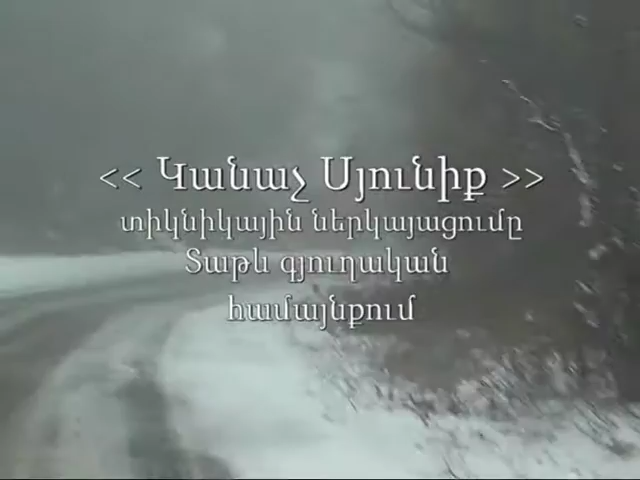 << Կանաչ Սյունիք >>
տիկնիկային ներկայացումը
Տաթև գյուղական
համայնքում